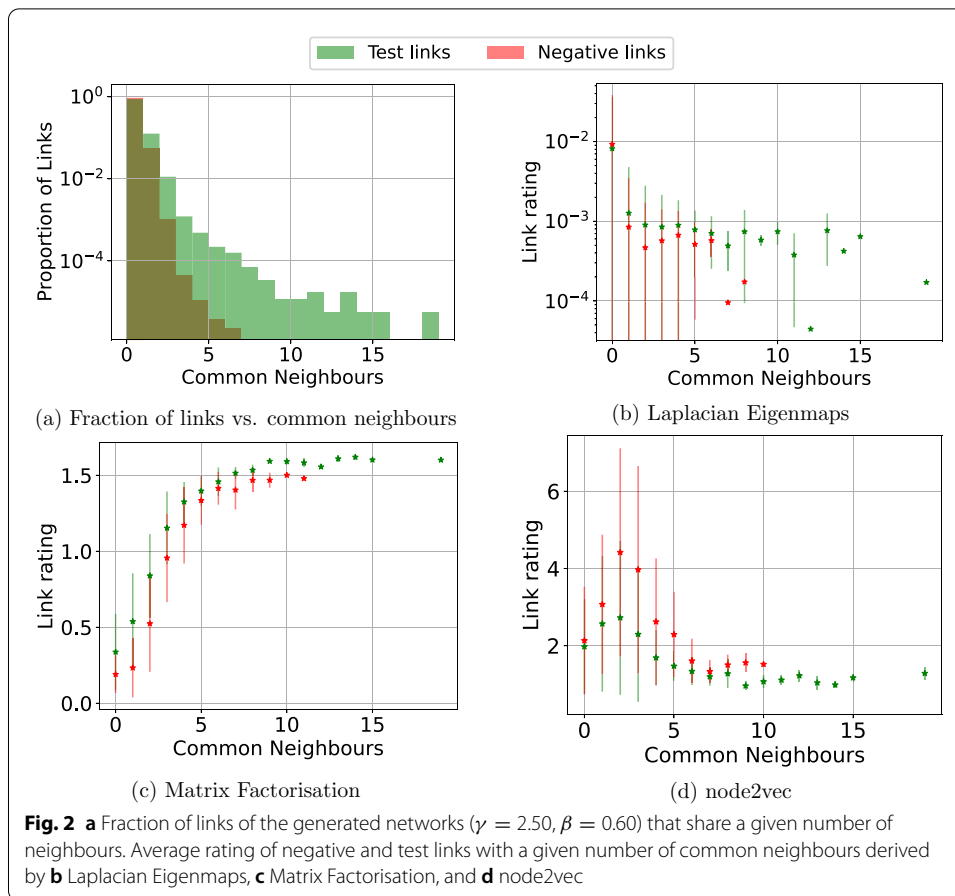 Test links
Negative links
10^0
10^-2
10^-4
Proportion of Links
0
5
10
15
Common Neighbours
(a) Fraction of links vs. common neighbours
10^-2
10^-3
10^-4
Link rating
0
5
10
15
Common Neighbours
(b) Laplacian Eigenmaps
1.5
1.0
0.5
0.0
Link rating
0
5
10
15
Common Neighbours
(c) Matrix Factorisation
6
4
2
Link rating
0
5
10
15
Common Neighbours
(d) node2vec
Fig. 2 a Fraction of links of the generated networks (γ = 2.50, β = 0.60) that share a given number of
neighbours. Average rating of negative and test links with a given number of common neighbours derived
by b Laplacian Eigenmaps, c Matrix Factorisation, and d node2vec